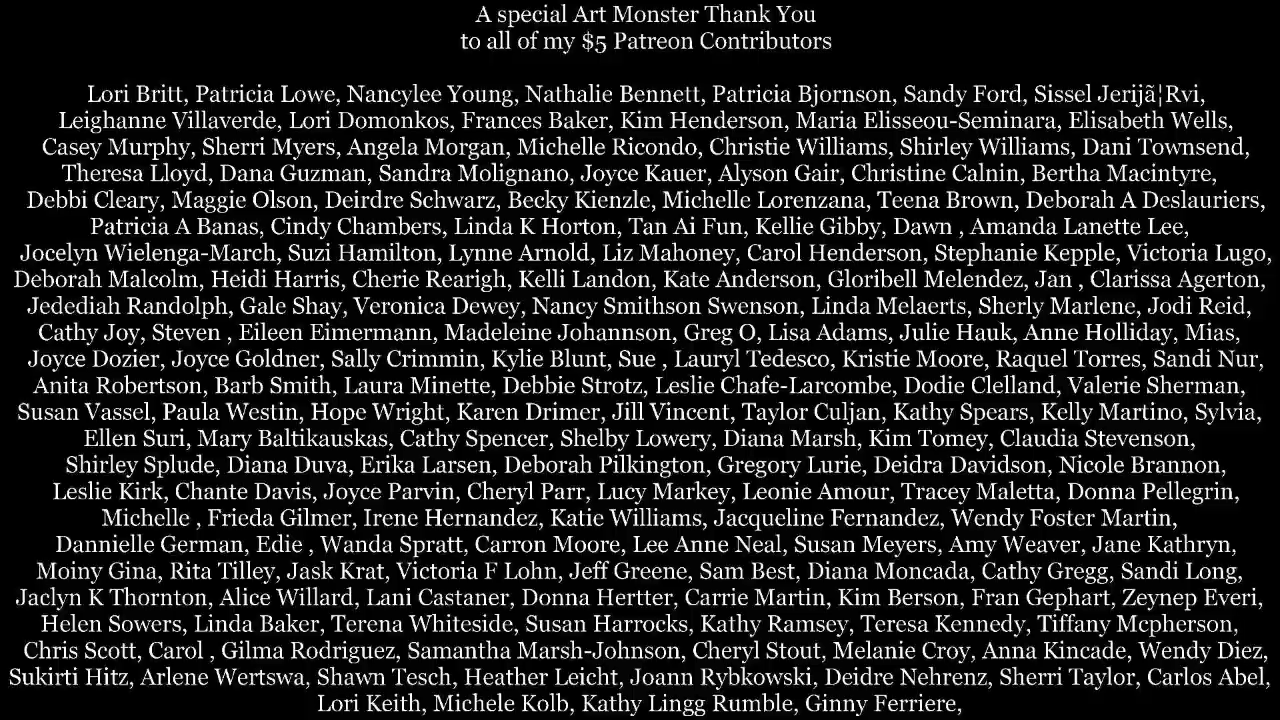 A special Art Monster Thank You
to all of my $5 Patreon Contributors
Lori Britt, Patricia Lowe, Nancylee Young, Nathalie Bennett, Patricia Bjornson, Sandy Ford, Sissel Jerijã¦Rvi,
Leighanne Villaverde, Lori Domonkos, Frances Baker, Kim Henderson, Maria Elisseou-Seminara, Elisabeth Wells,
Casey Murphy, Sherri Myers, Angela Morgan, Michelle Ricondo, Christie Williams, Shirley Williams, Dani Townsend,
Theresa Lloyd, Dana Guzman, Sandra Molignano, Joyce Kauer, Alyson Gair, Christine Calnin, Bertha Macintyre,
Debbi Cleary, Maggie Olson, Deirdre Schwarz, Becky Kienzle, Michelle Lorenzana, Teena Brown, Deborah A Deslauriers,
Patricia A Banas, Cindy Chambers, Linda K Horton, Tan Ai Fun, Kellie Gibby, Dawn , Amanda Lanette Lee,
Jocelyn Wielenga-March, Suzi Hamilton, Lynne Arnold, Liz Mahoney, Carol Henderson, Stephanie Kepple, Victoria Lugo,
Deborah Malcolm, Heidi Harris, Cherie Rearigh, Kelli Landon, Kate Anderson, Gloribell Melendez, Jan , Clarissa Agerton,
Jedediah Randolph, Gale Shay, Veronica Dewey, Nancy Smithson Swenson, Linda Melaerts, Sherly Marlene, Jodi Reid,
Cathy Joy, Steven , Eileen Eimermann, Madeleine Johannson, Greg O, Lisa Adams, Julie Hauk, Anne Holliday, Mias,
Joyce Dozier, Joyce Goldner, Sally Crimmin, Kylie Blunt, Sue , Lauryl Tedesco, Kristie Moore, Raquel Torres, Sandi Nur,
Anita Robertson, Barb Smith, Laura Minette, Debbie Strotz, Leslie Chafe-Larcombe, Dodie Clelland, Valerie Sherman,
Susan Vassel, Paula Westin, Hope Wright, Karen Drimer, Jill Vincent, Taylor Culjan, Kathy Spears, Kelly Martino, Sylvia,
Ellen Suri, Mary Baltikauskas, Cathy Spencer, Shelby Lowery, Diana Marsh, Kim Tomey, Claudia Stevenson,
Shirley Splude, Diana Duva, Erika Larsen, Deborah Pilkington, Gregory Lurie, Deidra Davidson, Nicole Brannon,
Leslie Kirk, Chante Davis, Joyce Parvin, Cheryl Parr, Lucy Markey, Leonie Amour, Tracey Maletta, Donna Pellegrin,
Michelle , Frieda Gilmer, Irene Hernandez, Katie Williams, Jacqueline Fernandez, Wendy Foster Martin,
Dannielle German, Edie , Wanda Spratt, Carron Moore, Lee Anne Neal, Susan Meyers, Amy Weaver, Jane Kathryn,
Moiny Gina, Rita Tilley, Jask Krat, Victoria F Lohn, Jeff Greene, Sam Best, Diana Moncada, Cathy Gregg, Sandi Long,
Jaclyn K Thornton, Alice Willard, Lani Castaner, Donna Hertter, Carrie Martin, Kim Berson, Fran Gephart, Zeynep Everi,
Helen Sowers, Linda Baker, Terena Whiteside, Susan Harrocks, Kathy Ramsey, Teresa Kennedy, Tiffany Mcpherson,
Chris Scott, Carol , Gilma Rodriguez, Samantha Marsh-Johnson, Cheryl Stout, Melanie Croy, Anna Kincade, Wendy Diez,
Sukirti Hitz, Arlene Wertswa, Shawn Tesch, Heather Leicht, Joann Rybkowski, Deidre Nehrenz, Sherri Taylor, Carlos Abel,
Lori Keith, Michele Kolb, Kathy Lingg Rumble, Ginny Ferriere,